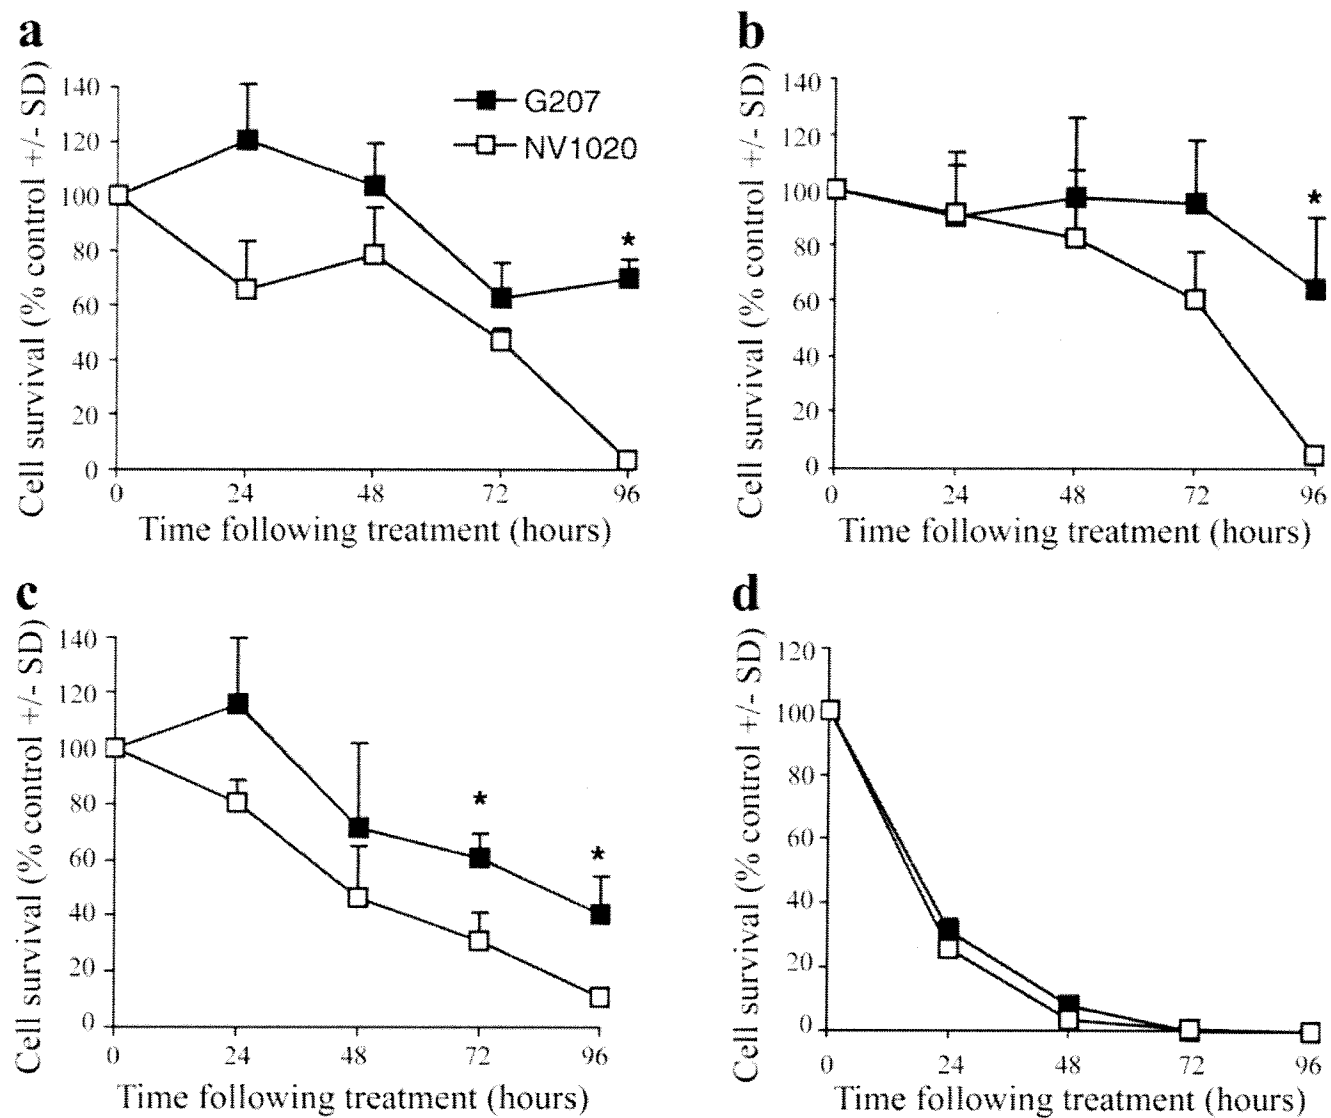 a
Cell survival (% control +/- SD)
140
120
100
80
60
40
20
0
0 24 48 72 96
Time following treatment (hours)
G207
NV1020
*
b
Cell survival (% control +/- SD)
140
120
100
80
60
40
20
0
0 24 48 72 96
Time following treatment (hours)
*
c
Cell survival (% control +/- SD)
140
120
100
80
60
40
20
0
0 24 48 72 96
Time following treatment (hours)
*
*
d
Cell survival (% control +/- SD)
120
100
80
60
40
20
0
0 24 48 72 96
Time following treatment (hours)